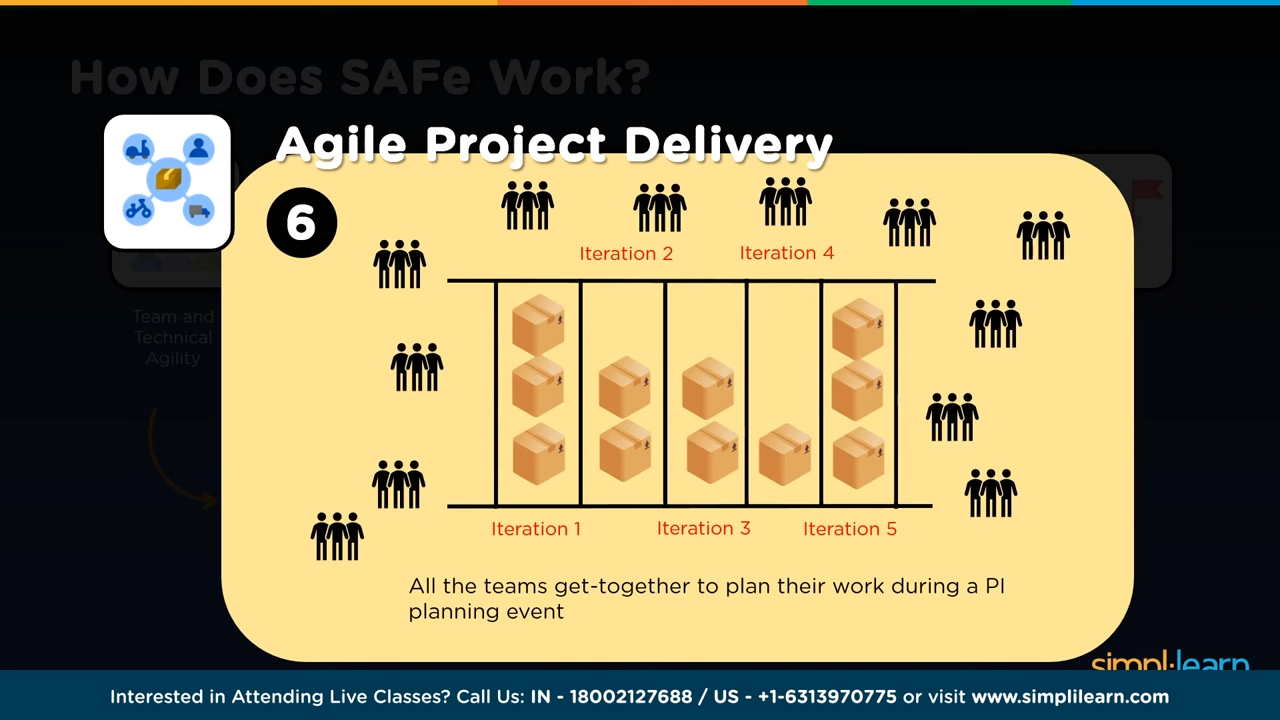 How Does SAFe Work?
Agile Project Delivery
6
Iteration 2
Iteration 4
Team and
Technical
Agility
Iteration 1
Iteration 3
Iteration 5
All the teams get-together to plan their work during a PI
planning event
simplilearn
Interested in Attending Live Classes? Call Us: IN - 18002127688 / US - +1-6313970775 or visit www.simplilearn.com